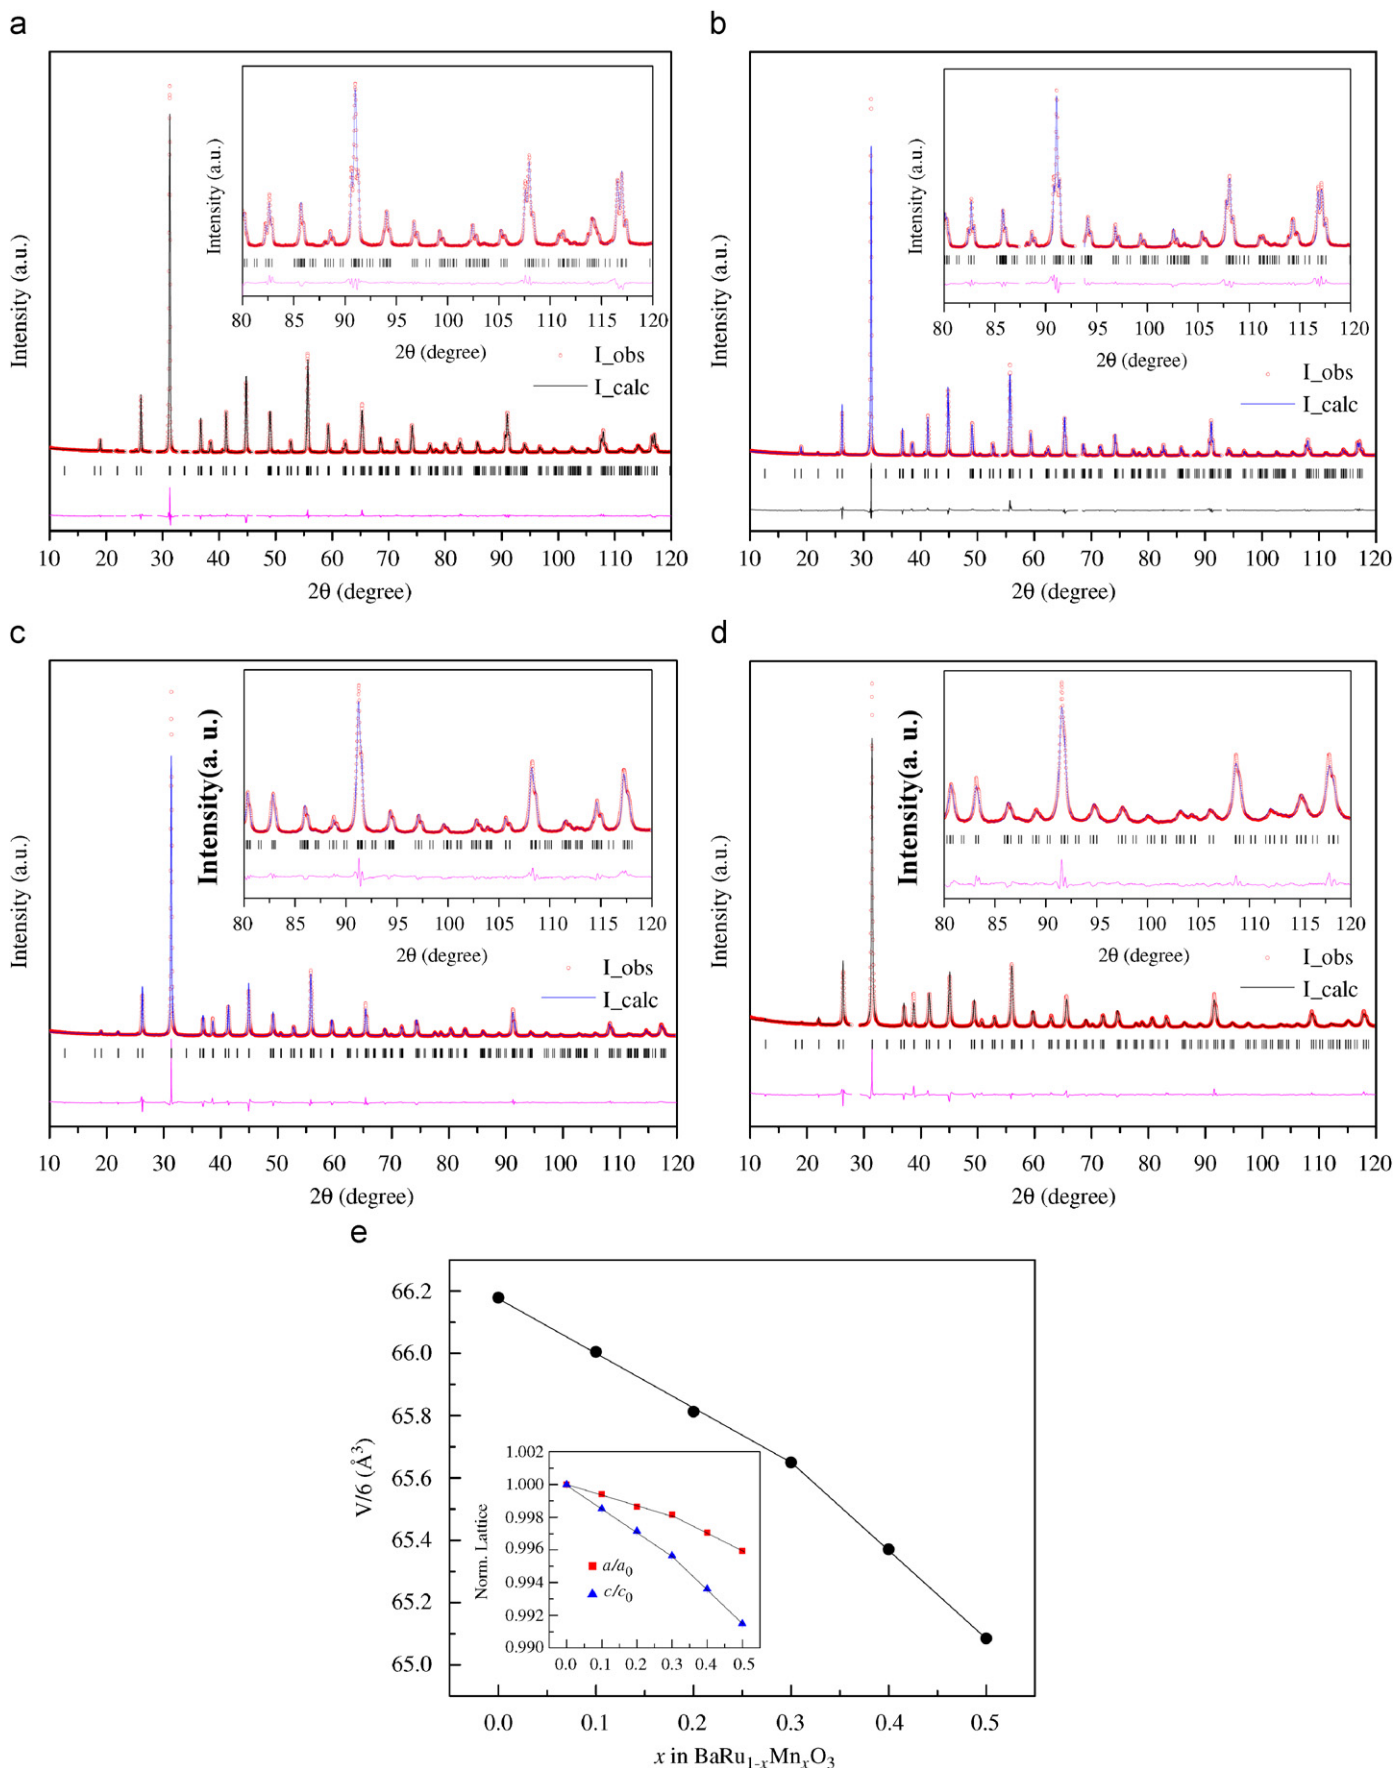 a
Intensity (a.u.)
Intensity (a.u.)
80 85 90 95 100 105 110 115 120
2θ (degree)
I_obs
I_calc
10 20 30 40 50 60 70 80 90 100 110 120
2θ (degree)
b
Intensity (a.u.)
Intensity (a.u.)
80 85 90 95 100 105 110 115 120
2θ (degree)
I_obs
I_calc
10 20 30 40 50 60 70 80 90 100 110 120
2θ (degree)
c
Intensity (a.u.)
Intensity(a. u.)
80 85 90 95 100 105 110 115 120
2θ (degree)
I_obs
I_calc
10 20 30 40 50 60 70 80 90 100 110 120
2θ (degree)
d
Intensity (a.u.)
Intensity(a. u.)
80 85 90 95 100 105 110 115 120
2θ (degree)
I_obs
I_calc
10 20 30 40 50 60 70 80 90 100 110 120
2θ (degree)
e
V/6 (Å³)
66.2
66.0
65.8
65.6
65.4
65.2
65.0
Norm. Lattice
1.002
1.000
0.998
0.996
0.994
0.992
0.990
a/a₀
c/c₀
0.0 0.1 0.2 0.3 0.4 0.5
0.0 0.1 0.2 0.3 0.4 0.5
x in BaRu₁₋ₓMnₓO₃